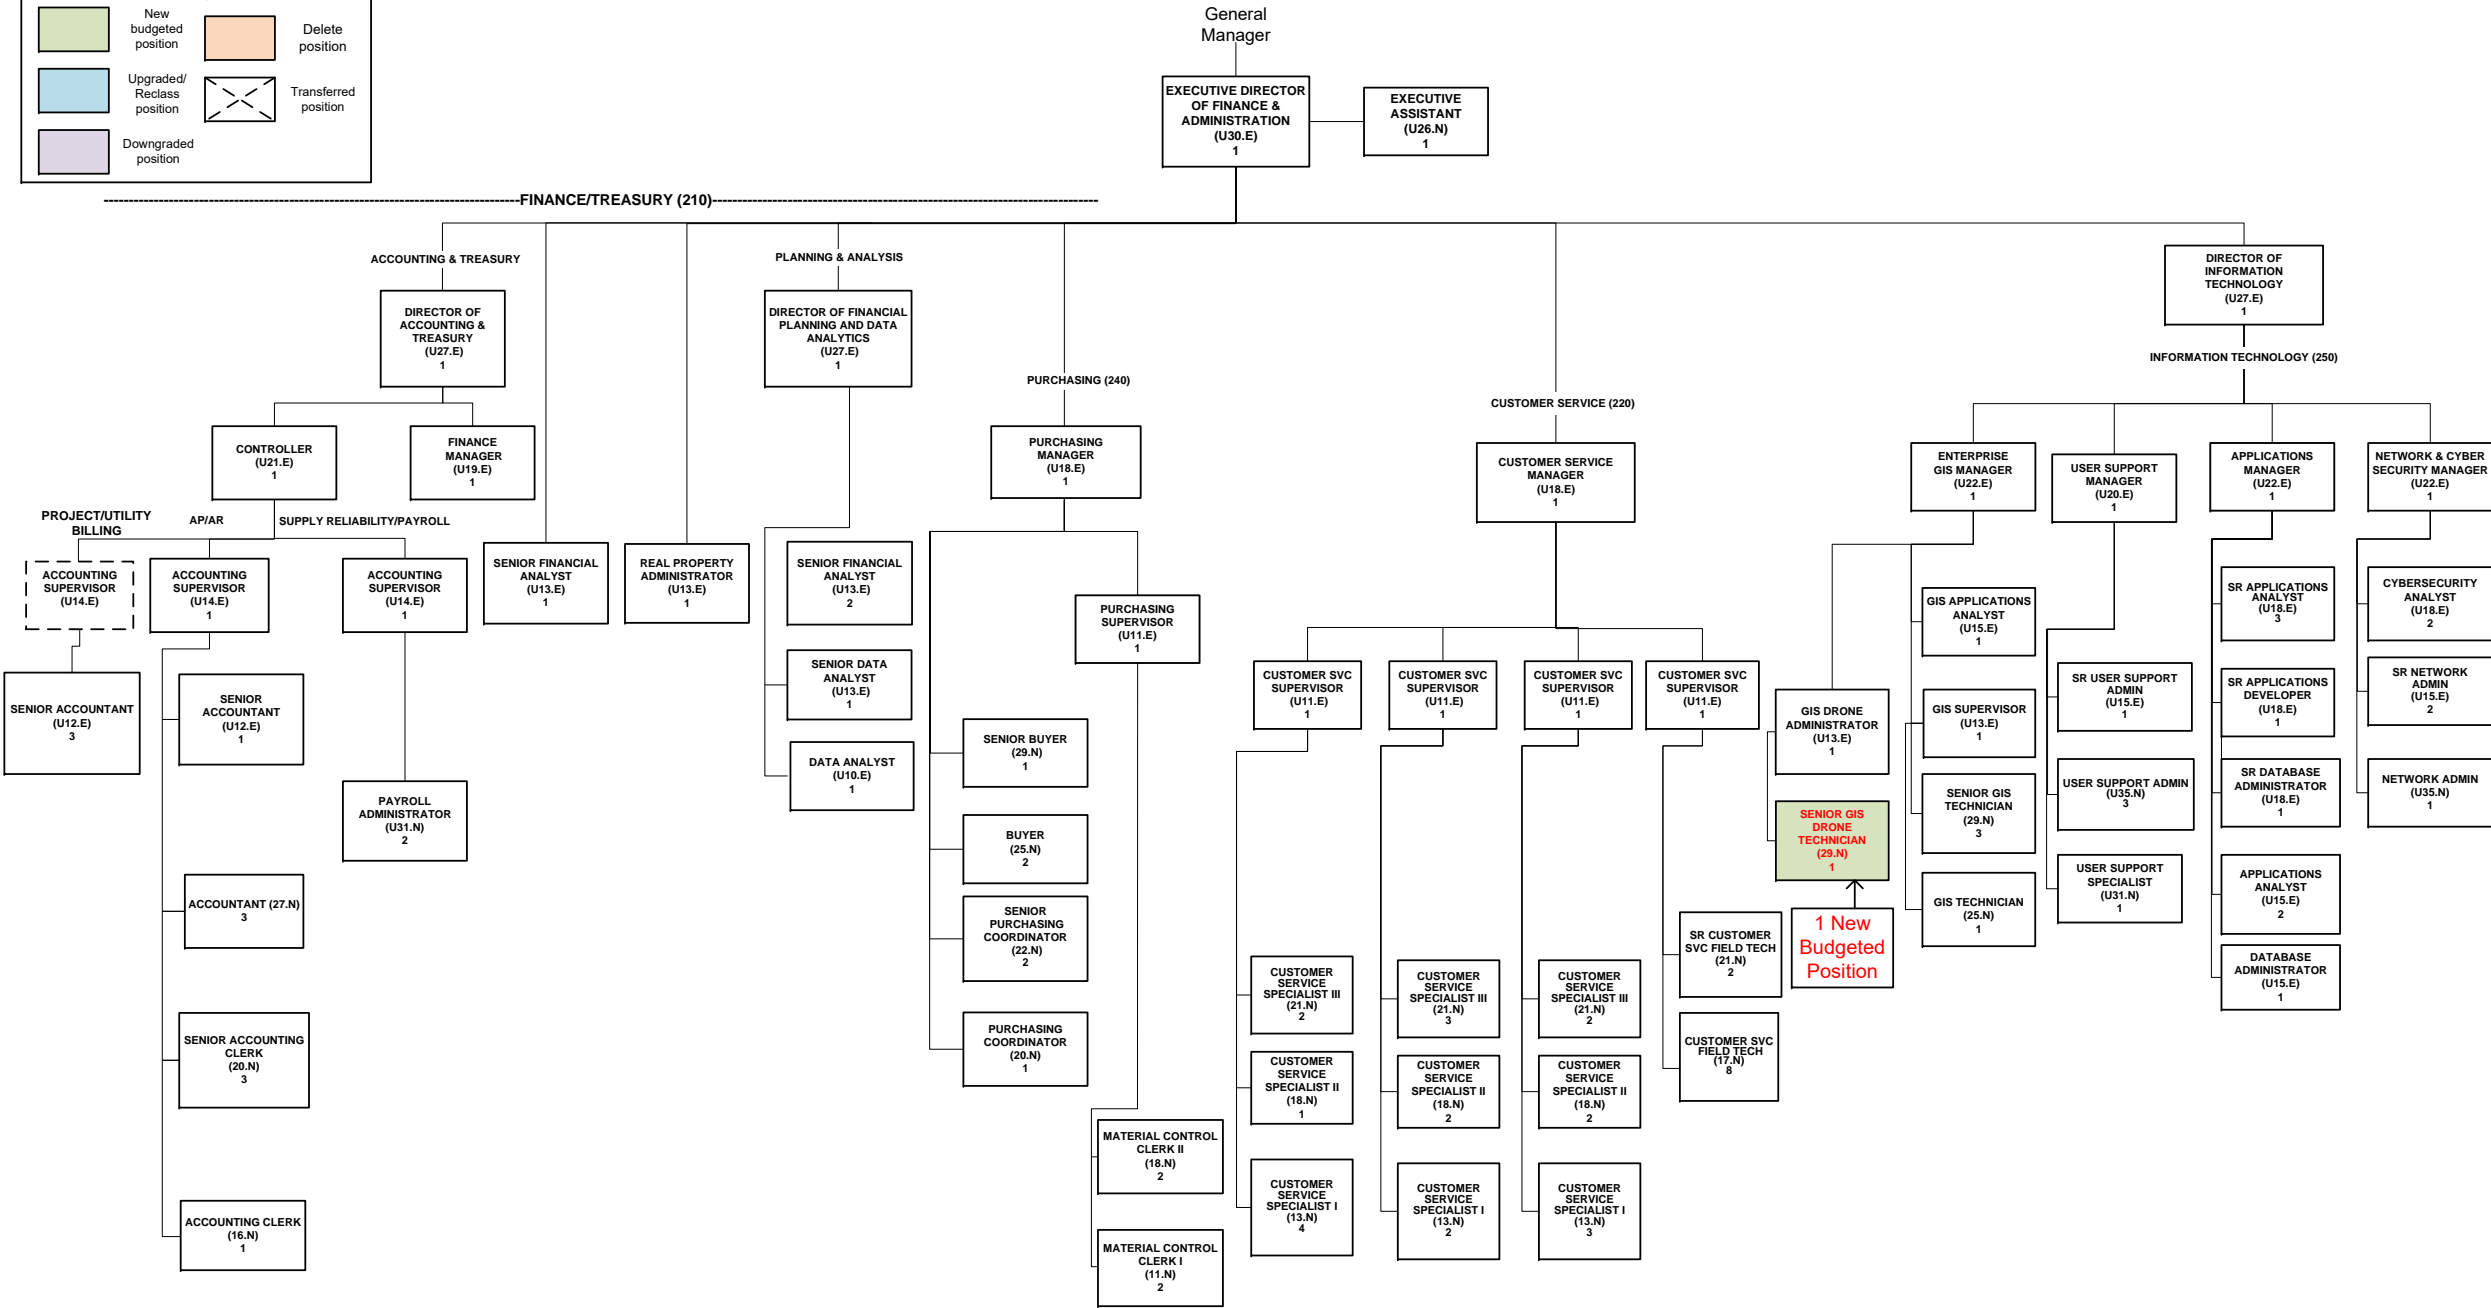 New
budgeted
position
Delete
position
Upgraded/
Reclass
position
Transferred
position
Downgraded
position
General
Manager
EXECUTIVE DIRECTOR
OF FINANCE &
ADMINISTRATION
(U30.E)
1
EXECUTIVE
ASSISTANT
(U26.N)
1
FINANCE/TREASURY (210)
ACCOUNTING & TREASURY
DIRECTOR OF
ACCOUNTING &
TREASURY
(U27.E)
1
CONTROLLER
(U21.E)
1
FINANCE
MANAGER
(U19.E)
1
PROJECT/UTILITY
BILLING
AP/AR
SUPPLY RELIABILITY/PAYROLL
ACCOUNTING
SUPERVISOR
(U14.E)
ACCOUNTING
SUPERVISOR
(U14.E)
1
ACCOUNTING
SUPERVISOR
(U14.E)
1
SENIOR ACCOUNTANT
(U12.E)
3
SENIOR
ACCOUNTANT
(U12.E)
1
ACCOUNTANT (27.N)
3
SENIOR ACCOUNTING
CLERK
(20.N)
3
ACCOUNTING CLERK
(16.N)
1
PAYROLL
ADMINISTRATOR
(U31.N)
2
SENIOR FINANCIAL
ANALYST
(U13.E)
1
REAL PROPERTY
ADMINISTRATOR
(U13.E)
1
PLANNING & ANALYSIS
DIRECTOR OF FINANCIAL
PLANNING AND DATA
ANALYTICS
(U27.E)
1
SENIOR FINANCIAL
ANALYST
(U13.E)
2
SENIOR DATA
ANALYST
(U13.E)
1
DATA ANALYST
(U10.E)
1
PURCHASING (240)
PURCHASING
MANAGER
(U18.E)
1
PURCHASING
SUPERVISOR
(U11.E)
1
SENIOR BUYER
(29.N)
1
BUYER
(25.N)
2
SENIOR
PURCHASING
COORDINATOR
(22.N)
2
PURCHASING
COORDINATOR
(20.N)
1
MATERIAL CONTROL
CLERK II
(18.N)
2
MATERIAL CONTROL
CLERK I
(11.N)
2
CUSTOMER SERVICE (220)
CUSTOMER SERVICE
MANAGER
(U18.E)
1
CUSTOMER SVC
SUPERVISOR
(U11.E)
1
CUSTOMER SVC
SUPERVISOR
(U11.E)
1
CUSTOMER SVC
SUPERVISOR
(U11.E)
1
CUSTOMER SVC
SUPERVISOR
(U11.E)
1
CUSTOMER
SERVICE
SPECIALIST III
(21.N)
2
CUSTOMER
SERVICE
SPECIALIST II
(18.N)
1
CUSTOMER
SERVICE
SPECIALIST I
(13.N)
4
CUSTOMER
SERVICE
SPECIALIST III
(21.N)
3
CUSTOMER
SERVICE
SPECIALIST II
(18.N)
2
CUSTOMER
SERVICE
SPECIALIST I
(13.N)
2
CUSTOMER
SERVICE
SPECIALIST III
(21.N)
2
CUSTOMER
SERVICE
SPECIALIST II
(18.N)
2
CUSTOMER
SERVICE
SPECIALIST I
(13.N)
3
SR CUSTOMER
SVC FIELD TECH
(21.N)
2
CUSTOMER SVC
FIELD TECH
(17.N)
8
DIRECTOR OF
INFORMATION
TECHNOLOGY
(U27.E)
1
INFORMATION TECHNOLOGY (250)
ENTERPRISE
GIS MANAGER
(U22.E)
1
USER SUPPORT
MANAGER
(U20.E)
1
APPLICATIONS
MANAGER
(U22.E)
1
NETWORK & CYBER
SECURITY MANAGER
(U22.E)
1
GIS DRONE
ADMINISTRATOR
(U13.E)
1
SENIOR GIS
DRONE
TECHNICIAN
(29.N)
1
1 New
Budgeted
Position
GIS APPLICATIONS
ANALYST
(U15.E)
1
GIS SUPERVISOR
(U13.E)
1
SENIOR GIS
TECHNICIAN
(29.N)
3
GIS TECHNICIAN
(25.N)
1
SR USER SUPPORT
ADMIN
(U15.E)
1
USER SUPPORT ADMIN
(U35.N)
3
USER SUPPORT
SPECIALIST
(U31.N)
1
SR APPLICATIONS
ANALYST
(U18.E)
3
SR APPLICATIONS
DEVELOPER
(U18.E)
1
SR DATABASE
ADMINISTRATOR
(U18.E)
1
APPLICATIONS
ANALYST
(U15.E)
2
DATABASE
ADMINISTRATOR
(U15.E)
1
CYBERSECURITY
ANALYST
(U18.E)
2
SR NETWORK
ADMIN
(U15.E)
2
NETWORK ADMIN
(U35.N)
1